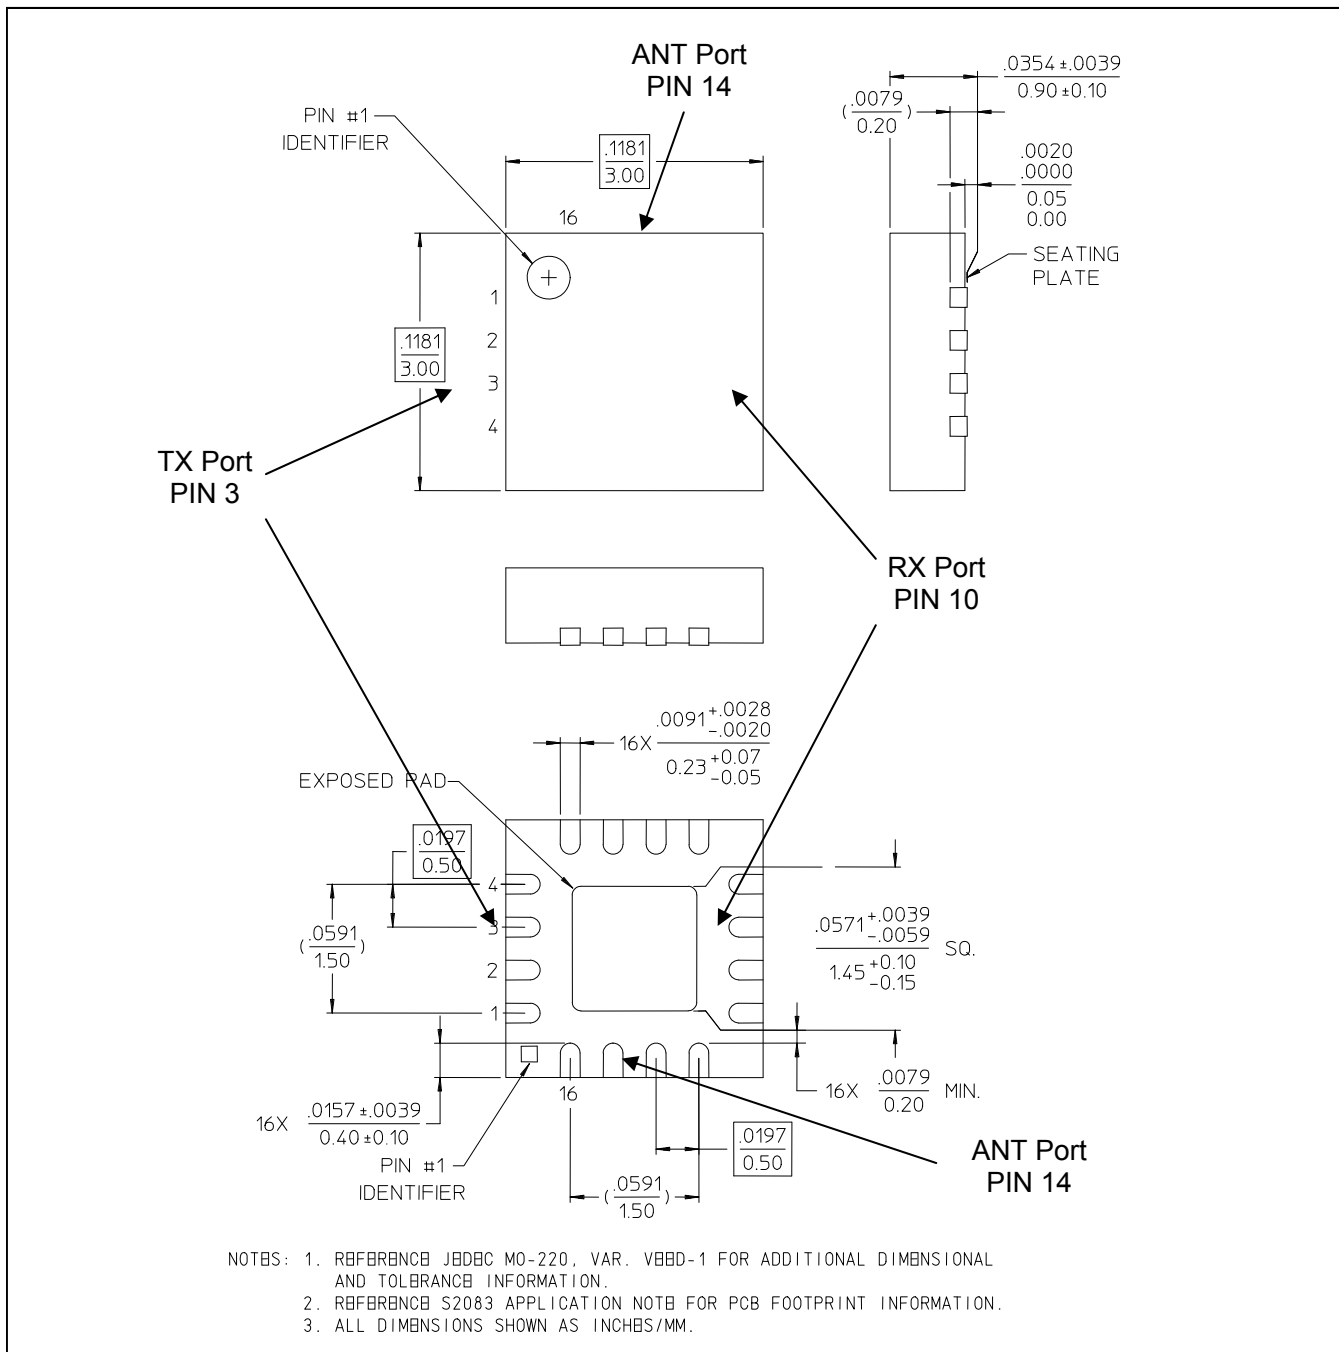 ANT Port
PIN 14
PIN #1
IDENTIFIER
.1181
3.00
16
1
2
3
4
.1181
3.00
.0354±.0039
0.90±0.10
(.0079
0.20)
.0020
.0000
0.05
0.00
SEATING
PLATE
TX Port
PIN 3
RX Port
PIN 10
16X .0091 +.0028 -.0020
0.23 +0.07 -0.05
EXPOSED PAD
.0197
0.50
4
3
2
1
(.0591
1.50)
.0571 +.0039 -.0059 SQ.
1.45 +0.10 -0.15
16X .0157±.0039
0.40±0.10
16
16X .0079 MIN.
0.20
PIN #1
IDENTIFIER
.0197
0.50
(.0591
1.50)
ANT Port
PIN 14
NOTES: 1. REFERENCE JEDEC MO-220, VAR. VEED-1 FOR ADDITIONAL DIMENSIONAL
AND TOLERANCE INFORMATION.
2. REFERENCE S2083 APPLICATION NOTE FOR PCB FOOTPRINT INFORMATION.
3. ALL DIMENSIONS SHOWN AS INCHES/MM.